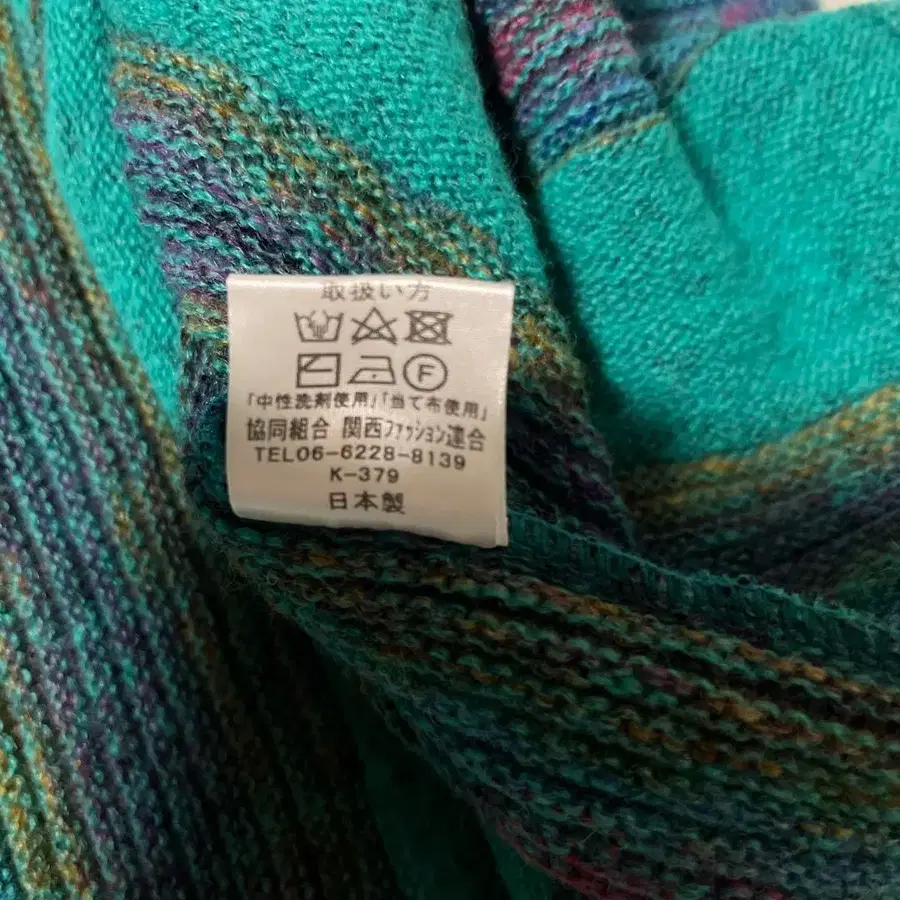 取扱い方
F
「中性洗剤使用」「当て布使用」
協同組合 関西ファッション連合
TEL06-6228-8139
K-379
日本製